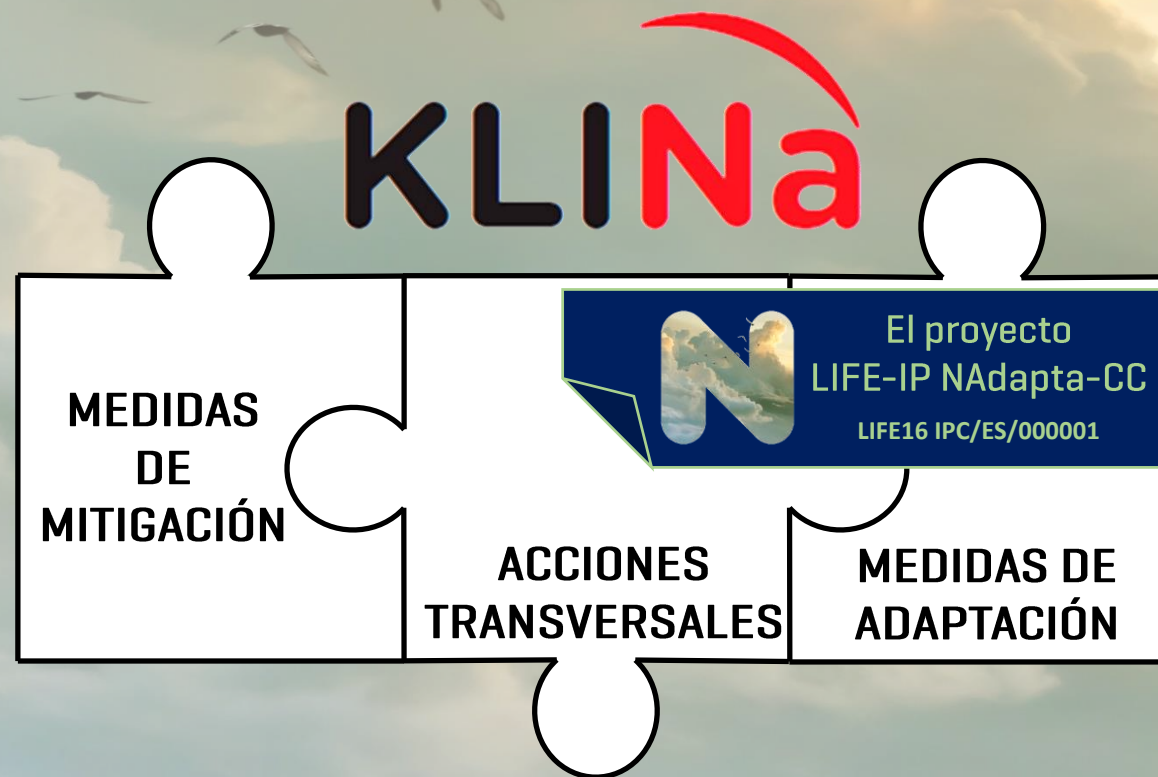 KLINa
El proyecto
LIFE-IP NAdapta-CC
LIFE16 IPC/ES/000001
MEDIDAS
DE
MITIGACIÓN
ACCIONES
TRANSVERSALES
MEDIDAS DE
ADAPTACIÓN